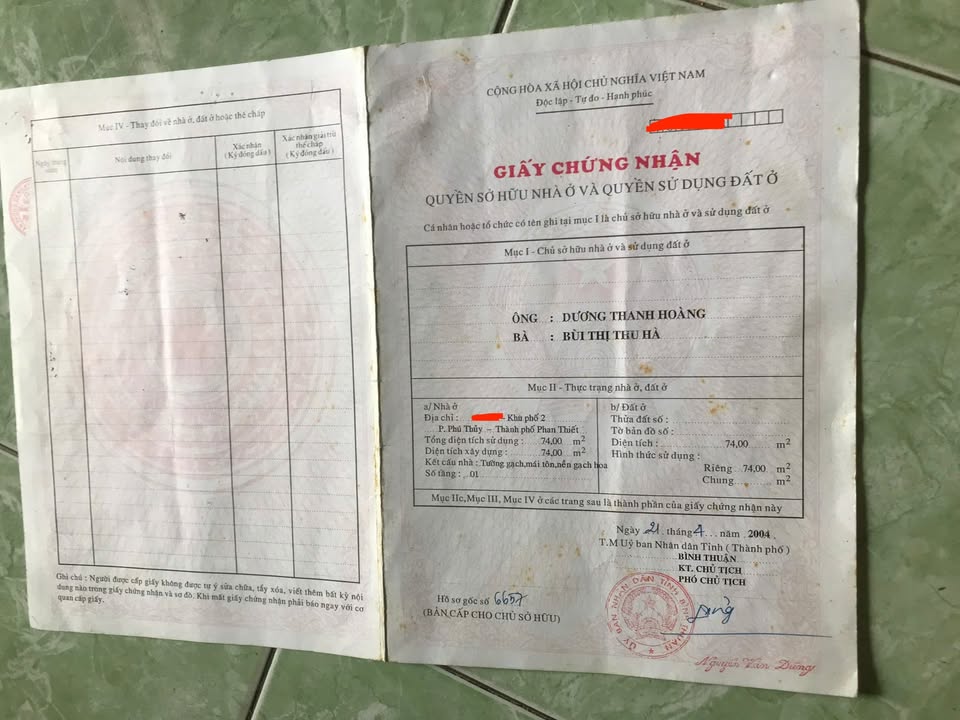 Mục IV - Thay đổi về nhà ở, đất ở hoặc thế chấp
Ngày tháng năm
Nội dung thay đổi
Xác nhận
( Ký đóng dấu )
Xác nhận giải trừ
thế chấp
( Ký đóng dấu )
Ghi chú : Người được cấp giấy không được tự ý sửa chữa, tẩy xóa, viết thêm bất kỳ nội
dung nào trong giấy chứng nhận và sơ đồ. Khi mất giấy chứng nhận phải báo ngay với cơ
quan cấp giấy.
CỘNG HÒA XÃ HỘI CHỦ NGHĨA VIỆT NAM
Độc lập - Tự do - Hạnh phúc
GIẤY CHỨNG NHẬN
QUYỀN SỞ HỮU NHÀ Ở VÀ QUYỀN SỬ DỤNG ĐẤT Ở
Cá nhân hoặc tổ chức có tên ghi tại mục I là chủ sở hữu nhà ở và sử dụng đất ở
Mục I - Chủ sở hữu nhà ở và sử dụng đất ở
ÔNG : DƯƠNG THANH HOÀNG
BÀ : BÙI THỊ THU HÀ
Mục II - Thực trạng nhà ở, đất ở
a/ Nhà ở
Địa chỉ : - Khu phố 2
P. Phú Thủy – Thành phố Phan Thiết
Tổng diện tích sử dụng : 74,00 m2
Diện tích xây dựng : 74,00 m2
Kết cấu nhà : Tường gạch,mái tôn,nền gạch hoa
Số tầng : 01
b/ Đất ở
Thửa đất số :
Tờ bản đồ số :
Diện tích : 74,00 m2
Hình thức sử dụng :
Riêng 74,00 m2
Chung m2
Mục IIc, Mục III, Mục IV ở các trang sau là thành phần của giấy chứng nhận này
Ngày 21 tháng 4 năm 2004
T.M Uỷ ban Nhân dân Tỉnh ( Thành phố )
BÌNH THUẬN
KT. CHỦ TỊCH
PHÓ CHỦ TỊCH
Hồ sơ gốc số 6657
(BẢN CẤP CHO CHỦ SỞ HỮU)
ỦY BAN NHÂN DÂN TỈNH BÌNH THUẬN
Nguyễn Văn Dũng